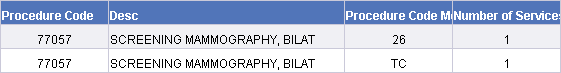 Procedure Code Desc Procedure Code Mo Number of Services
77057 SCREENING MAMMOGRAPHY, BILAT 26 1
77057 SCREENING MAMMOGRAPHY, BILAT TC 1